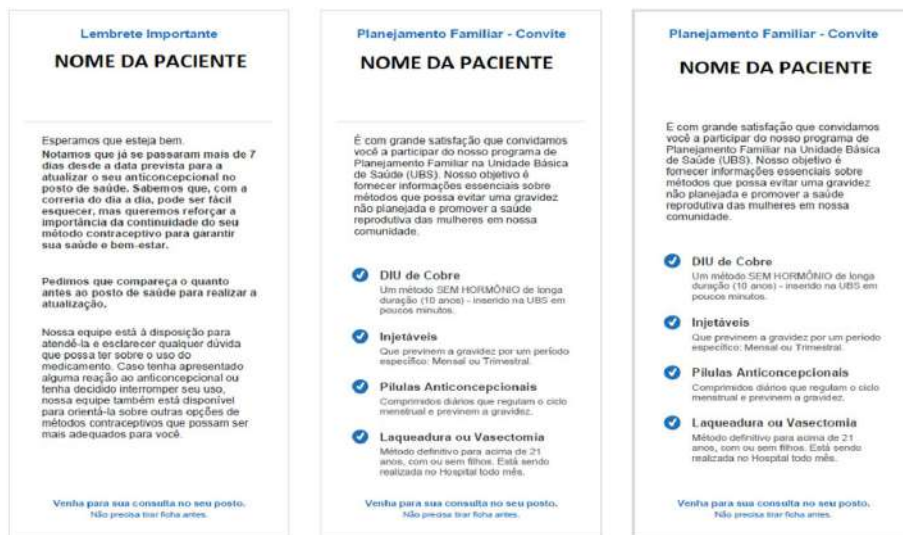 Lembrete Importante
NOME DA PACIENTE
Esperamos que esteja bem.
Notamos que já se passaram mais de 7
dias desde a data prevista para a
atualizar o seu anticoncepcional no
posto de saúde. Sabemos que, com a
correria do dia a dia, pode ser fácil
esquecer, mas queremos reforçar a
importância da continuidade do seu
método contraceptivo para garantir
sua saúde e bem-estar.
Pedimos que compareça o quanto
antes ao posto de saúde para realizar a
atualização.
Nossa equipe está à disposição para
atendê-la e esclarecer qualquer dúvida
que possa ter sobre o uso do
medicamento. Caso tenha apresentado
alguma reação ao anticoncepcional ou
tenha decidido interromper seu uso,
nossa equipe também está disponível
para orientá-la sobre outras opções de
métodos contraceptivos que possam ser
mais adequados para você.
Venha para sua consulta no seu posto.
Não precisa tirar ficha antes.
Planejamento Familiar - Convite
NOME DA PACIENTE
É com grande satisfação que convidamos
você a participar do nosso programa de
Planejamento Familiar na Unidade Básica
de Saúde (UBS). Nosso objetivo é
fornecer informações essenciais sobre
métodos que possa evitar uma gravidez
não planejada e promover a saúde
reprodutiva das mulheres em nossa
comunidade.
DIU de Cobre
Um método SEM HORMÔNIO de longa
duração (10 anos) - inserido na UBS em
poucos minutos.
Injetáveis
Que previnem a gravidez por um período
específico: Mensal ou Trimestral.
Pílulas Anticoncepcionais
Comprimidos diários que regulam o ciclo
menstrual e previnem a gravidez.
Laqueadura ou Vasectomia
Método definitivo para acima de 21
anos, com ou sem filhos. Está sendo
realizada no Hospital todo mês.
Venha para sua consulta no seu posto.
Não precisa tirar ficha antes.
Planejamento Familiar - Convite
NOME DA PACIENTE
É com grande satisfação que convidamos
você a participar do nosso programa de
Planejamento Familiar na Unidade Básica
de Saúde (UBS). Nosso objetivo é
fornecer informações essenciais sobre
métodos que possa evitar uma gravidez
não planejada e promover a saúde
reprodutiva das mulheres em nossa
comunidade.
DIU de Cobre
Um método SEM HORMÔNIO de longa
duração (10 anos) - inserido na UBS em
poucos minutos.
Injetáveis
Que previnem a gravidez por um período
específico: Mensal ou Trimestral.
Pílulas Anticoncepcionais
Comprimidos diários que regulam o ciclo
menstrual e previnem a gravidez.
Laqueadura ou Vasectomia
Método definitivo para acima de 21
anos, com ou sem filhos. Está sendo
realizada no Hospital todo mês.
Venha para sua consulta no seu posto.
Não precisa tirar ficha antes.